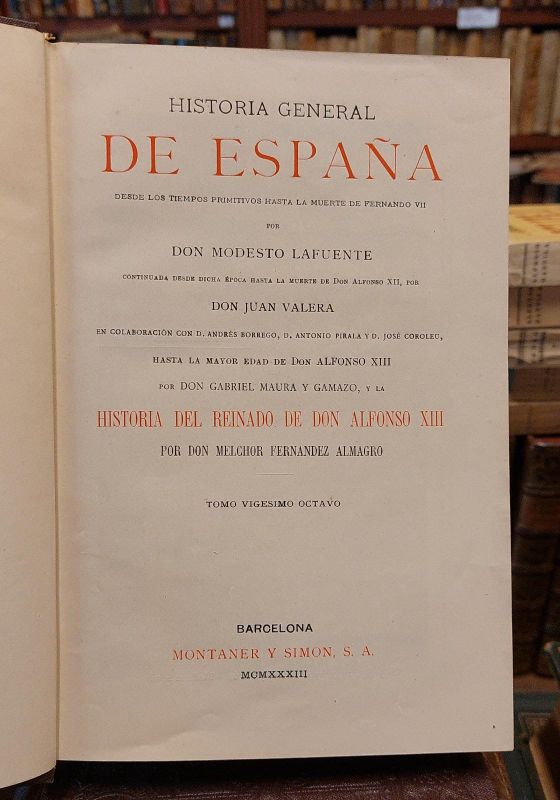 HISTORIA GENERAL
DE ESPAÑA
DESDE LOS TIEMPOS PRIMITIVOS HASTA LA MUERTE DE FERNANDO VII
POR
DON MODESTO LAFUENTE
CONTINUADA DESDE DICHA ÉPOCA HASTA LA MUERTE DE DON ALFONSO XII, POR
DON JUAN VALERA
EN COLABORACIÓN CON D. ANDRÉS BORREGO, D. ANTONIO PIRALA Y D. JOSÉ COROLEU,
HASTA LA MAYOR EDAD DE DON ALFONSO XIII
POR DON GABRIEL MAURA Y GAMAZO, Y LA
HISTORIA DEL REINADO DE DON ALFONSO XIII
POR DON MELCHOR FERNANDEZ ALMAGRO
TOMO VIGESIMO OCTAVO
BARCELONA
MONTANER Y SIMON, S. A.
MCMXXXIII